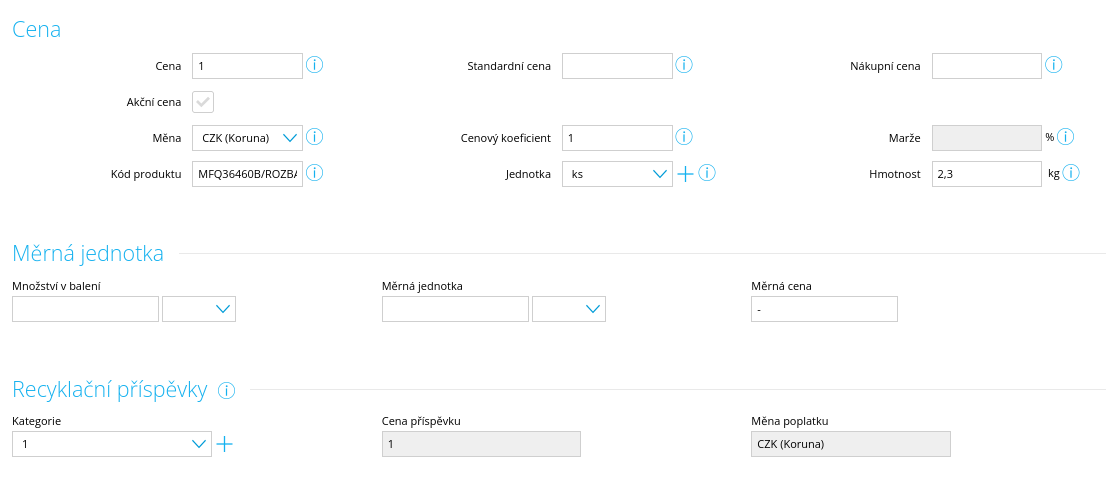 Cena
Cena 1 Standardní cena Nákupní cena
Akční cena
Měna CZK (Koruna) Cenový koeficient 1 Marže %
Kód produktu MFQ36460B/ROZBA Jednotka ks Hmotnost 2,3 kg
Měrná jednotka
Množství v balení Měrná jednotka Měrná cena
-
Recyklační příspěvky
Kategorie Cena příspěvku Měna poplatku
1 1 CZK (Koruna)